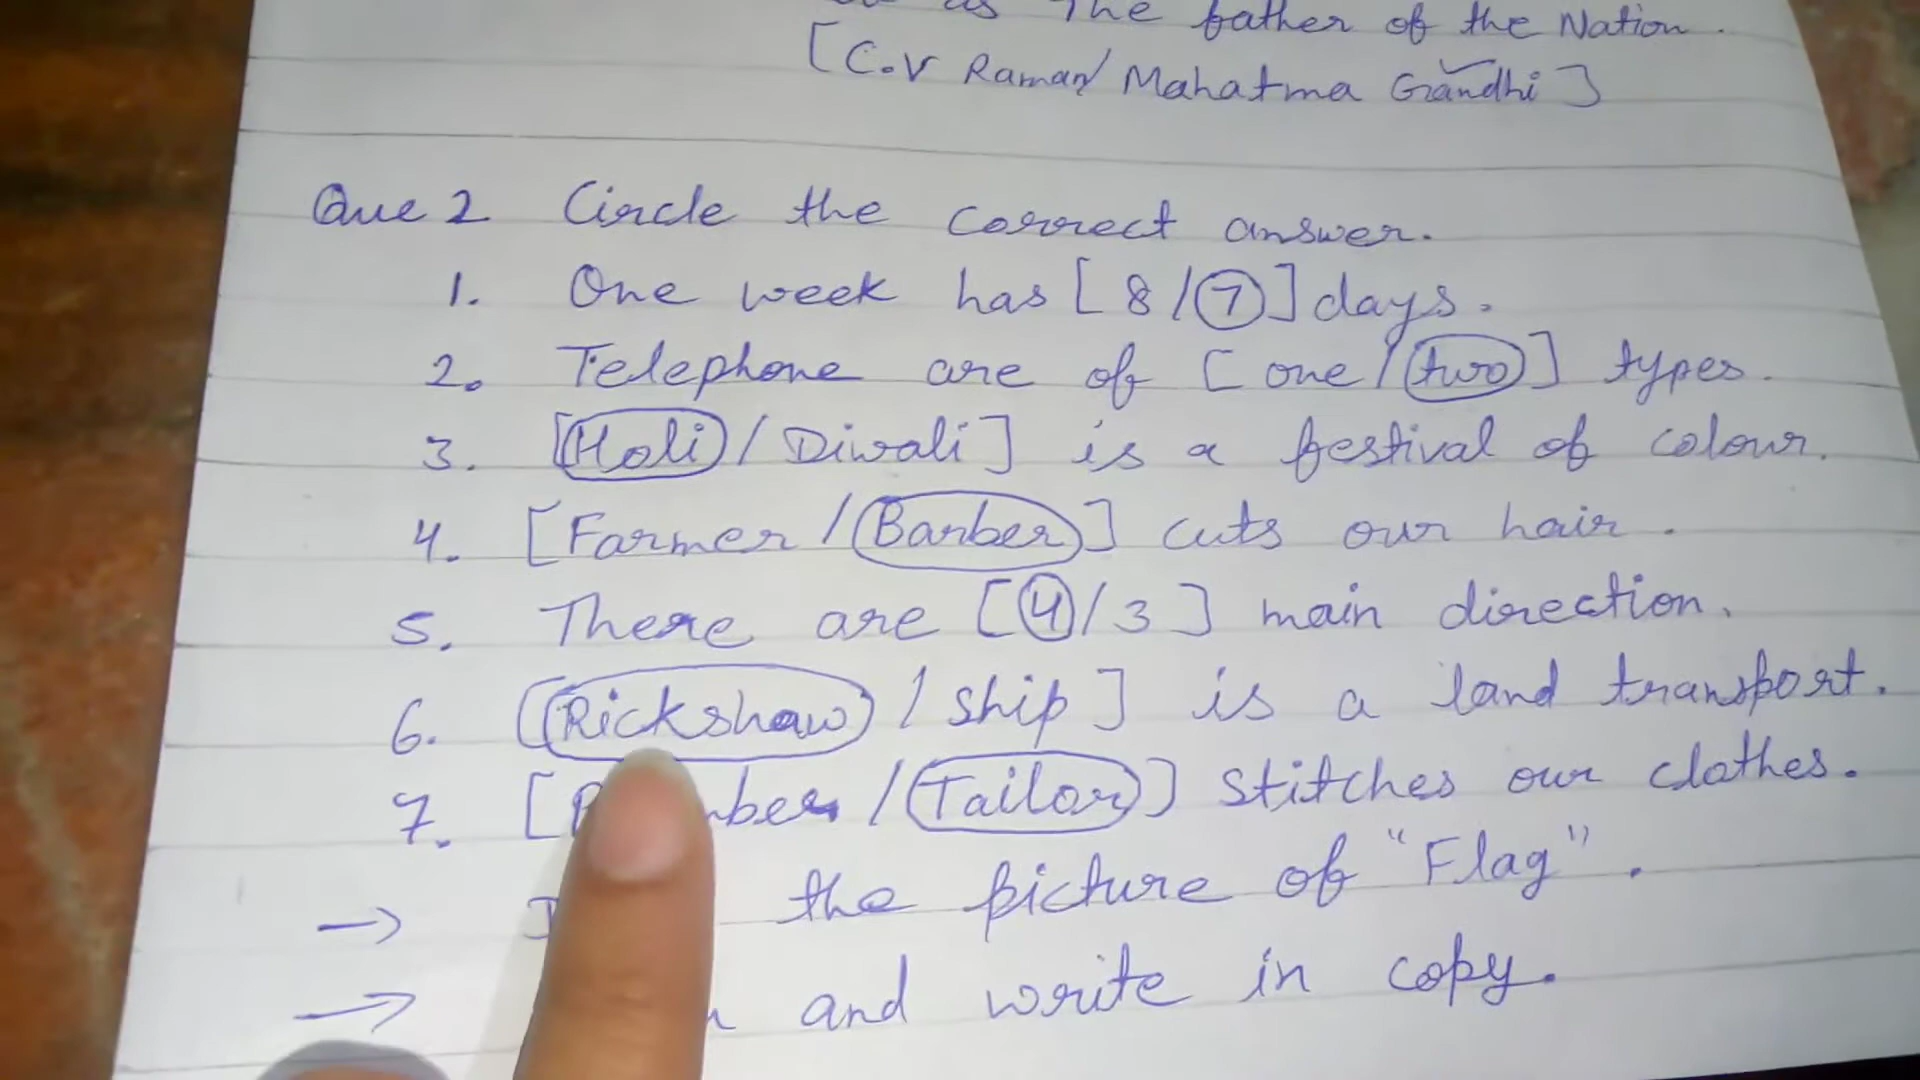 as the father of the Nation.
[C.V Raman/ Mahatma Gandhi]
Que 2 Circle the correct answer.
1. One week has [8/7] days.
2. Telephone are of [one/two] types.
3. [Holi/Diwali] is a festival of colour.
4. [Farmer/Barber] cuts our hair.
5. There are [4/3] main direction.
6. [Rickshaw/ship] is a land transport.
7. [ /Tailor] stitches our clothes.
→ the picture of "Flag".
→ and write in copy.